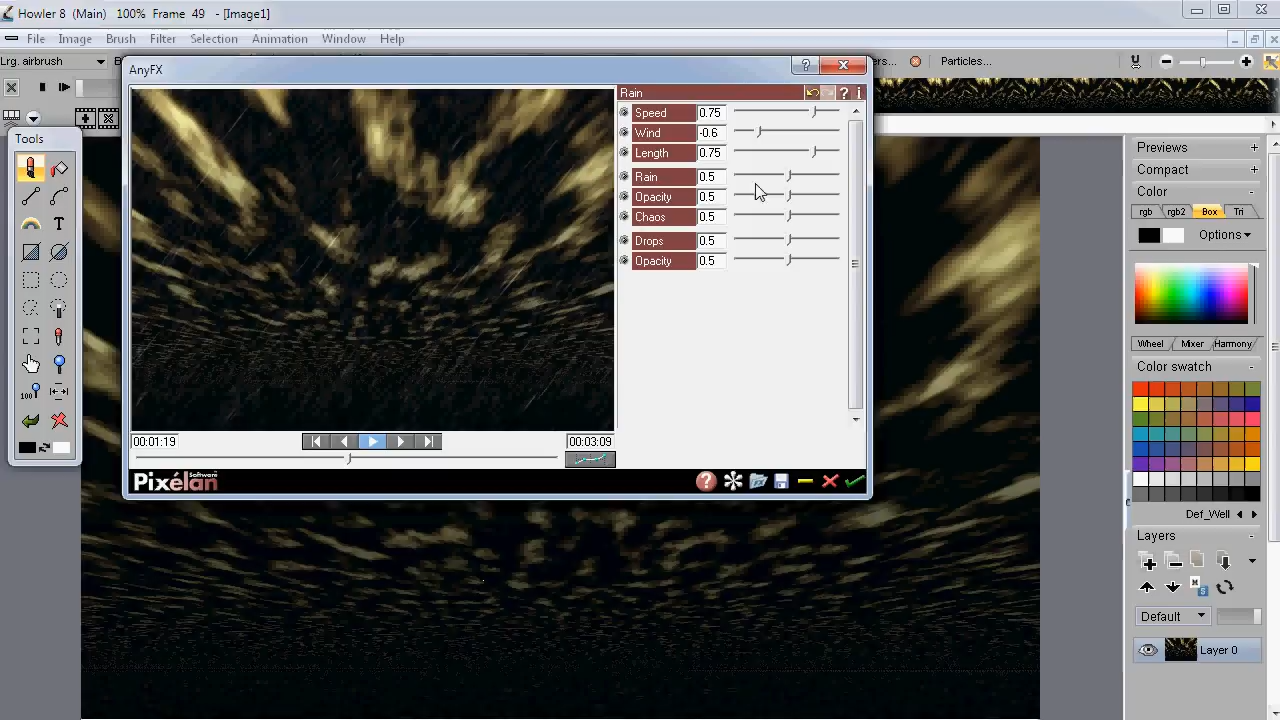 Howler 8 (Main) 100% Frame 49 - [Image1]
File Image Brush Filter Selection Animation Window Help
Lrg. airbrush
Particles...
AnyFX
Tools
Rain
Speed 0.75
Wind -0.6
Length 0.75
Rain 0.5
Opacity 0.5
Chaos 0.5
Drops 0.5
Opacity 0.5
00:01:19
00:03:09
Pixélan Software
Previews +
Compact +
Color -
rgb rgb2 Box Tri
Options
Wheel Mixer Harmony
Color swatch -
Def_Well
Layers -
Default
Layer 0
T
100